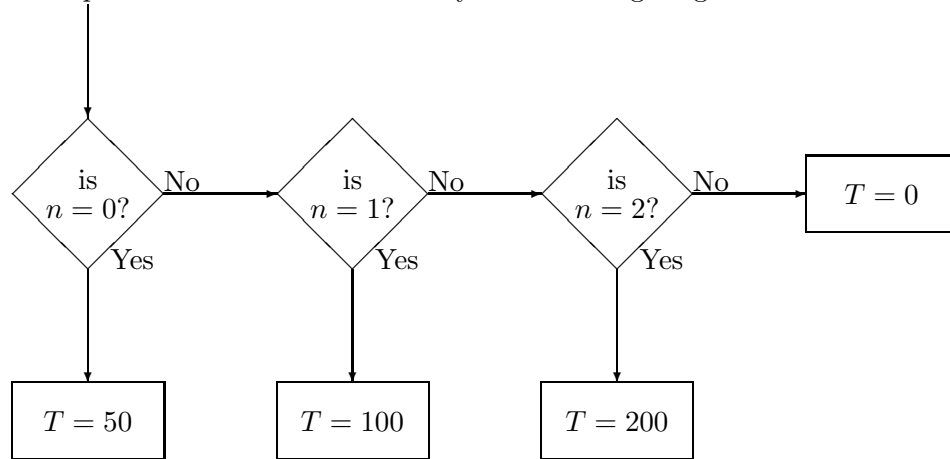 is
n = 0?
No
is
n = 1?
No
is
n = 2?
No
T = 0
Yes
Yes
Yes
T = 50
T = 100
T = 200